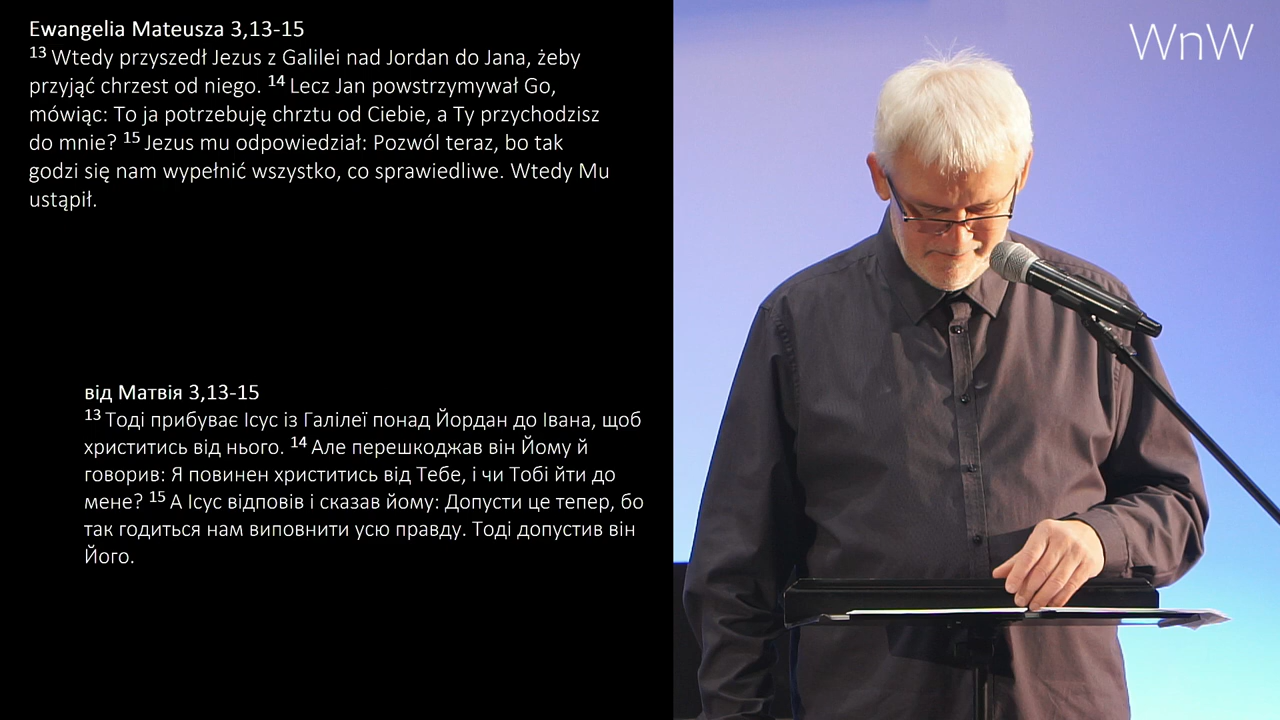 Ewangelia Mateusza 3,13-15
13 Wtedy przyszedł Jezus z Galilei nad Jordan do Jana, żeby
przyjąć chrzest od niego. 14 Lecz Jan powstrzymywał Go,
mówiąc: To ja potrzebuję chrztu od Ciebie, a Ty przychodzisz
do mnie? 15 Jezus mu odpowiedział: Pozwól teraz, bo tak
godzi się nam wypełnić wszystko, co sprawiedliwe. Wtedy Mu
ustąpił.
від Матвія 3,13-15
13 Тоді прибуває Ісус із Галілеї понад Йордан до Івана, щоб
христитись від нього. 14 Але перешкоджав він Йому й
говорив: Я повинен христитись від Тебе, і чи Тобі йти до
мене? 15 А Ісус відповів і сказав йому: Допусти це тепер, бо
так годиться нам виповнити усю правду. Тоді допустив він
Його.
WnW